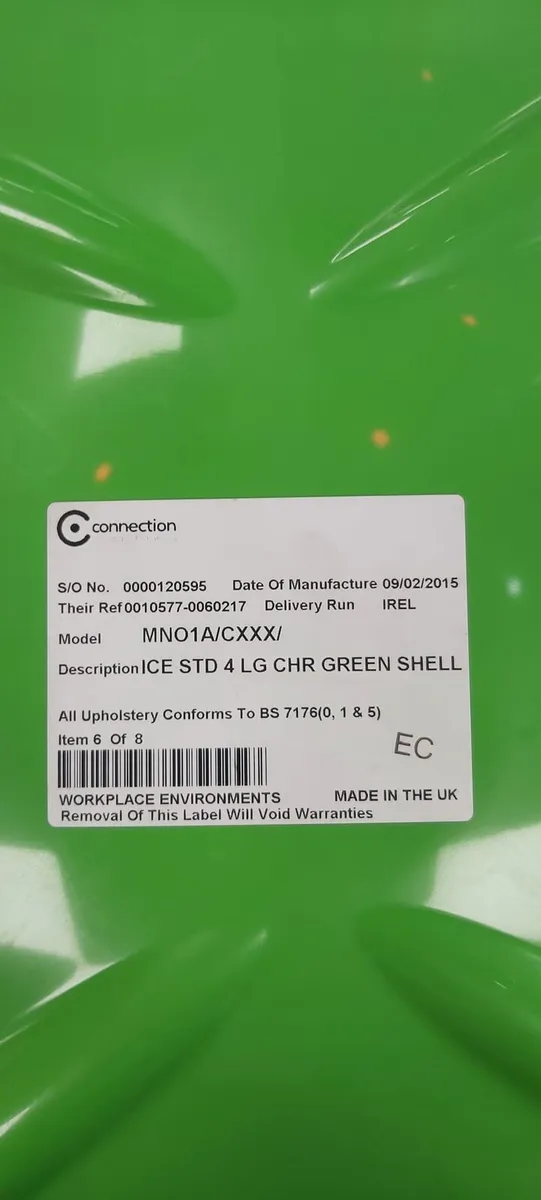 connection
S/O No. 0000120595 Date Of Manufacture 09/02/2015
Their Ref 0010577-0060217 Delivery Run IREL
Model MNO1A/CXXX/
Description ICE STD 4 LG CHR GREEN SHELL
All Upholstery Conforms To BS 7176(0, 1 & 5)
Item 6 Of 8
EC
WORKPLACE ENVIRONMENTS MADE IN THE UK
Removal Of This Label Will Void Warranties